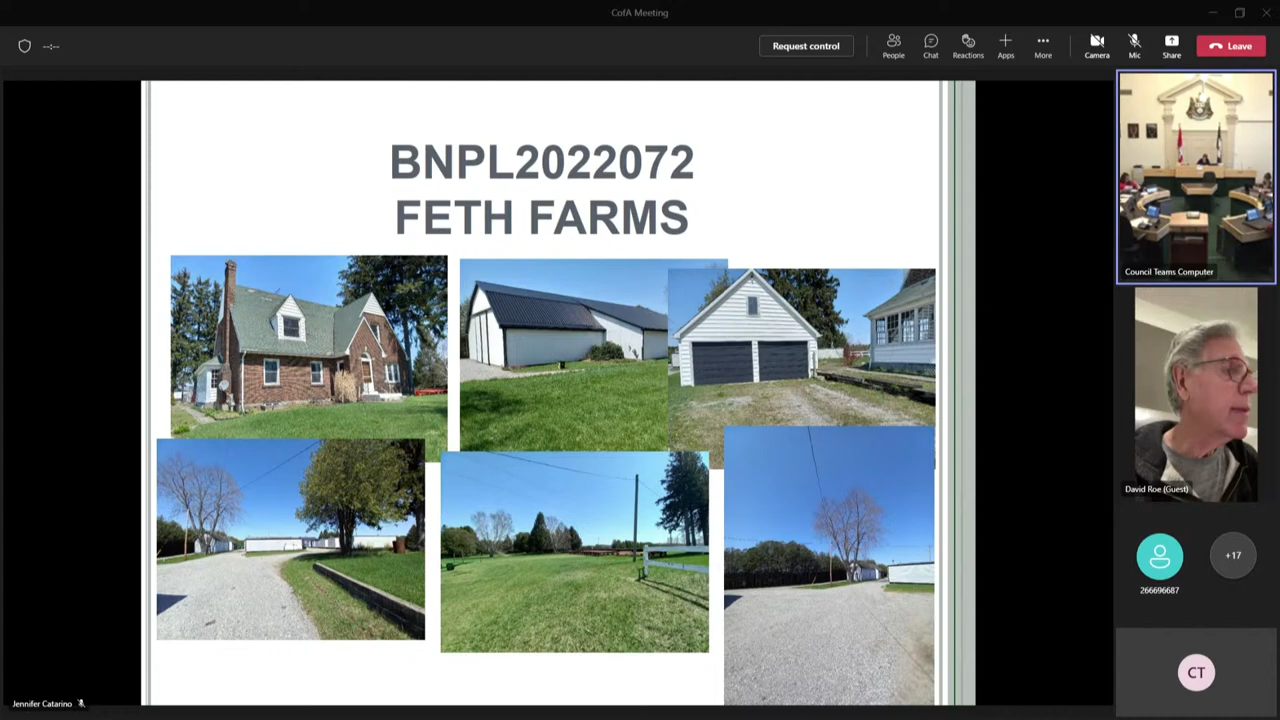 CofA Meeting
--:--
Request control
People
Chat
Reactions
Apps
More
Camera
Mic
Share
Leave
BNPL2022072
FETH FARMS
Council Teams Computer
David Roe (Guest)
+17
266696687
CT
Jennifer Catarino